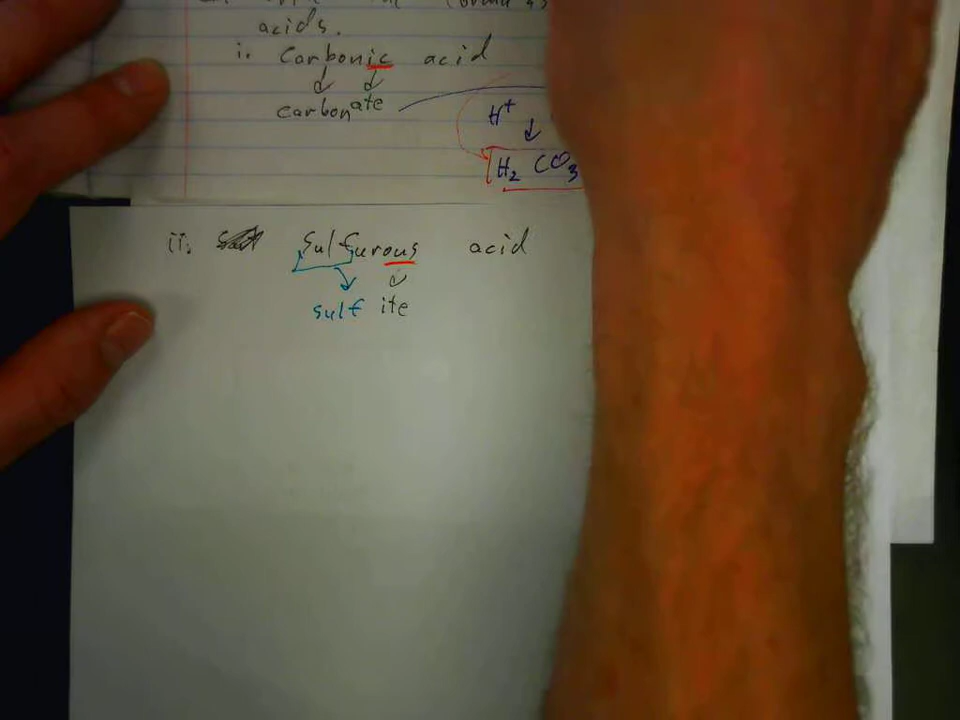 acids.
i. Carbonic acid
carbonate
H⁺
H₂ CO₃
ii. Sulfurous acid
sulf ite